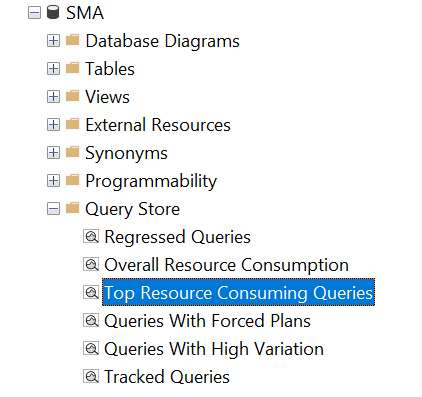 SMA
Database Diagrams
Tables
Views
External Resources
Synonyms
Programmability
Query Store
Regressed Queries
Overall Resource Consumption
Top Resource Consuming Queries
Queries With Forced Plans
Queries With High Variation
Tracked Queries